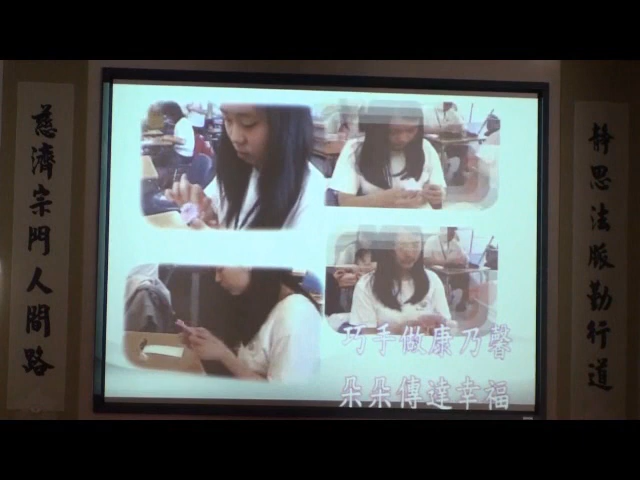 靜思法脈勤行道
慈濟宗門人間路
巧手做康乃馨
朵朵傳達幸福